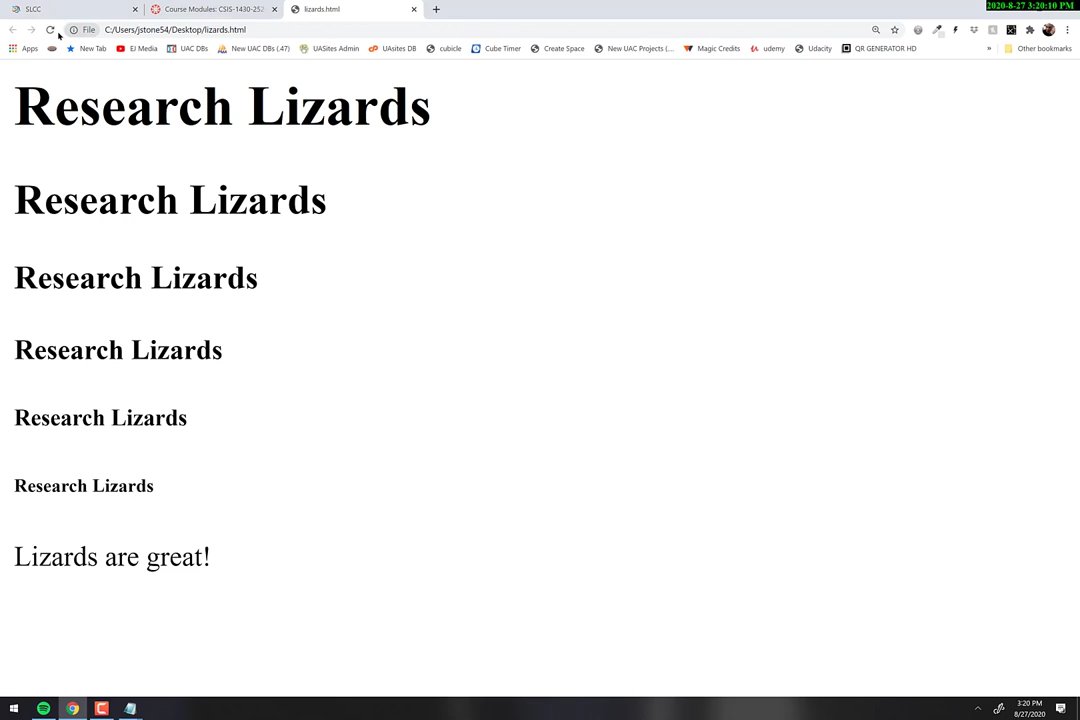 SLCC
Course Modules: CSIS-1430-252
lizards.html
2020-8-27 3:20:10 PM
File
C:/Users/jstone54/Desktop/lizards.html
Apps
New Tab
EJ Media
UAC DBs
New UAC DBs (.47)
UASites Admin
UAsites DB
cubicle
Cube Timer
Create Space
New UAC Projects (...
Magic Credits
udemy
Udacity
QR GENERATOR HD
»
Other bookmarks
Research Lizards
Research Lizards
Research Lizards
Research Lizards
Research Lizards
Research Lizards
Lizards are great!
3:20 PM
8/27/2020